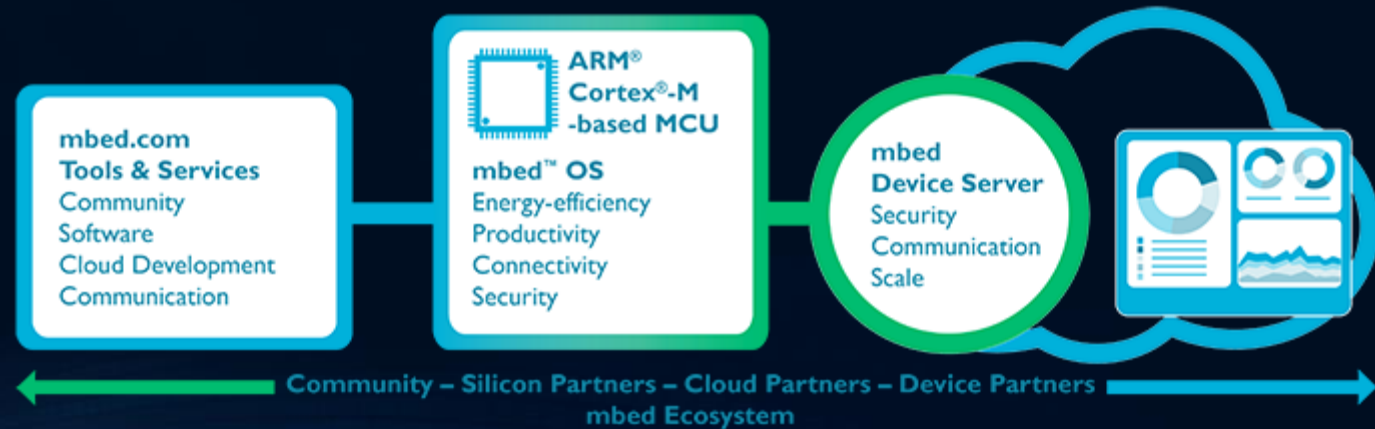 mbed.com
Tools & Services
Community
Software
Cloud Development
Communication
ARM®
Cortex®-M
-based MCU
mbed™ OS
Energy-efficiency
Productivity
Connectivity
Security
mbed
Device Server
Security
Communication
Scale
Community – Silicon Partners – Cloud Partners – Device Partners
mbed Ecosystem